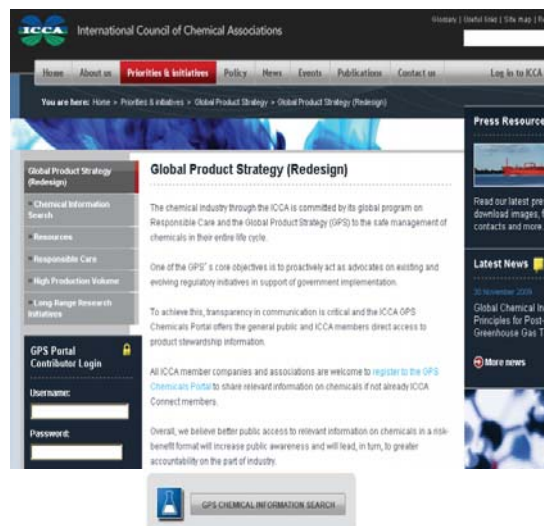 Glossary | Useful links | Site map | R
ICCA International Council of Chemical Associations
Home About us Priorities & Initiatives Policy News Events Publications Contact us Log in to ICCA
You are here: Home > Priorities & initiatives > Global Product Strategy > Global Product Strategy (Redesign)
Global Product Strategy
(Redesign)
Chemical Information
Search
Resources
Responsible Care
High Production Volume
Long Range Research
Initiatives
GPS Portal
Contributor Login
Username:
Password:
Global Product Strategy (Redesign)
The chemical industry through the ICCA is committed by its global program on
Responsible Care and the Global Product Strategy (GPS) to the safe management of
chemicals in their entire life cycle.
One of the GPS" s core objectives is to proactively act as advocates on existing and
evolving regulatory initiatives in support of government implementation.
To achieve this, transparency in communication is critical and the ICCA GPS
Chemicals Portal offers the general public and ICCA members direct access to
product stewardship information.
All ICCA member companies and associations are welcome to register to the GPS
Chemicals Portal to share relevant information on chemicals if not already ICCA
Connect members.
Overall, we believe better public access to relevant information on chemicals in a risk-
benefit format will increase public awareness and will lead, in turn, to greater
accountability on the part of industry.
GPS CHEMICAL INFORMATION SEARCH
Press Resource
Read our latest pre
download images, f
contacts and more.
Latest News
30 November 2009
Global Chemical In
Principles for Post-
Greenhouse Gas T
More news